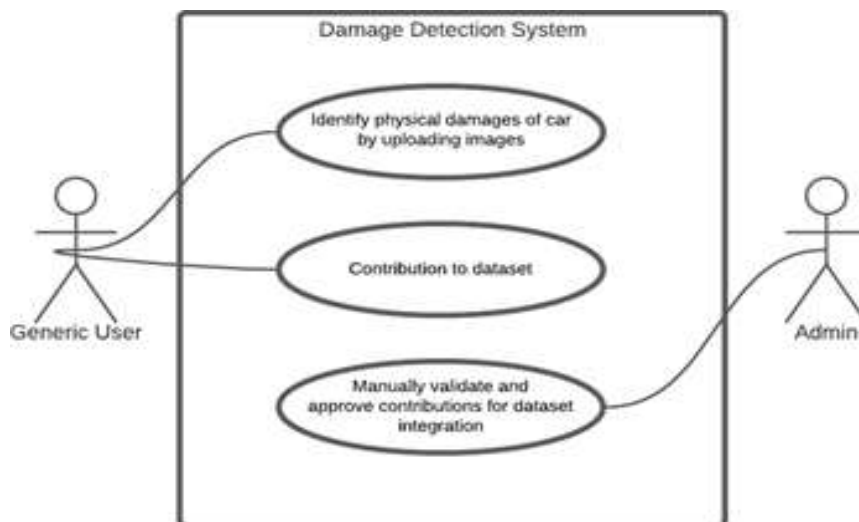 Damage Detection System
Identify physical damages of car
by uploading images
Contribution to dataset
Generic User
Admin
Manually validate and
approve contributions for dataset
integration